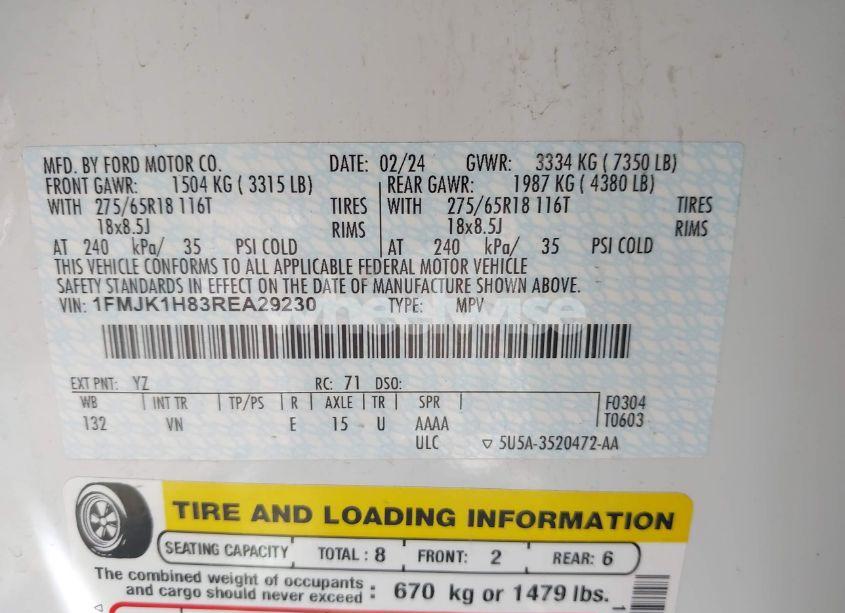 MFD. BY FORD MOTOR CO. DATE: 02/24 GVWR: 3334 KG ( 7350 LB)
FRONT GAWR: 1504 KG ( 3315 LB) REAR GAWR: 1987 KG ( 4380 LB)
WITH 275/65R18 116T TIRES WITH 275/65R18 116T TIRES
18x8.5J RIMS 18x8.5J RIMS
AT 240 kPa/ 35 PSI COLD AT 240 kPa/ 35 PSI COLD
THIS VEHICLE CONFORMS TO ALL APPLICABLE FEDERAL MOTOR VEHICLE
SAFETY STANDARDS IN EFFECT ON THE DATE OF MANUFACTURE SHOWN ABOVE.
VIN: 1FMJK1H83REA29230 TYPE: MPV
wheelwise
EXT PNT: YZ RC: 71 DSO:
WB INT TR TP/PS R AXLE TR SPR F0304
132 VN E 15 U AAAA T0603
ULC ▽ 5U5A-3520472-AA
TIRE AND LOADING INFORMATION
SEATING CAPACITY TOTAL : 8 FRONT: 2 REAR: 6
The combined weight of occupants
and cargo should never exceed : 670 kg or 1479 lbs.